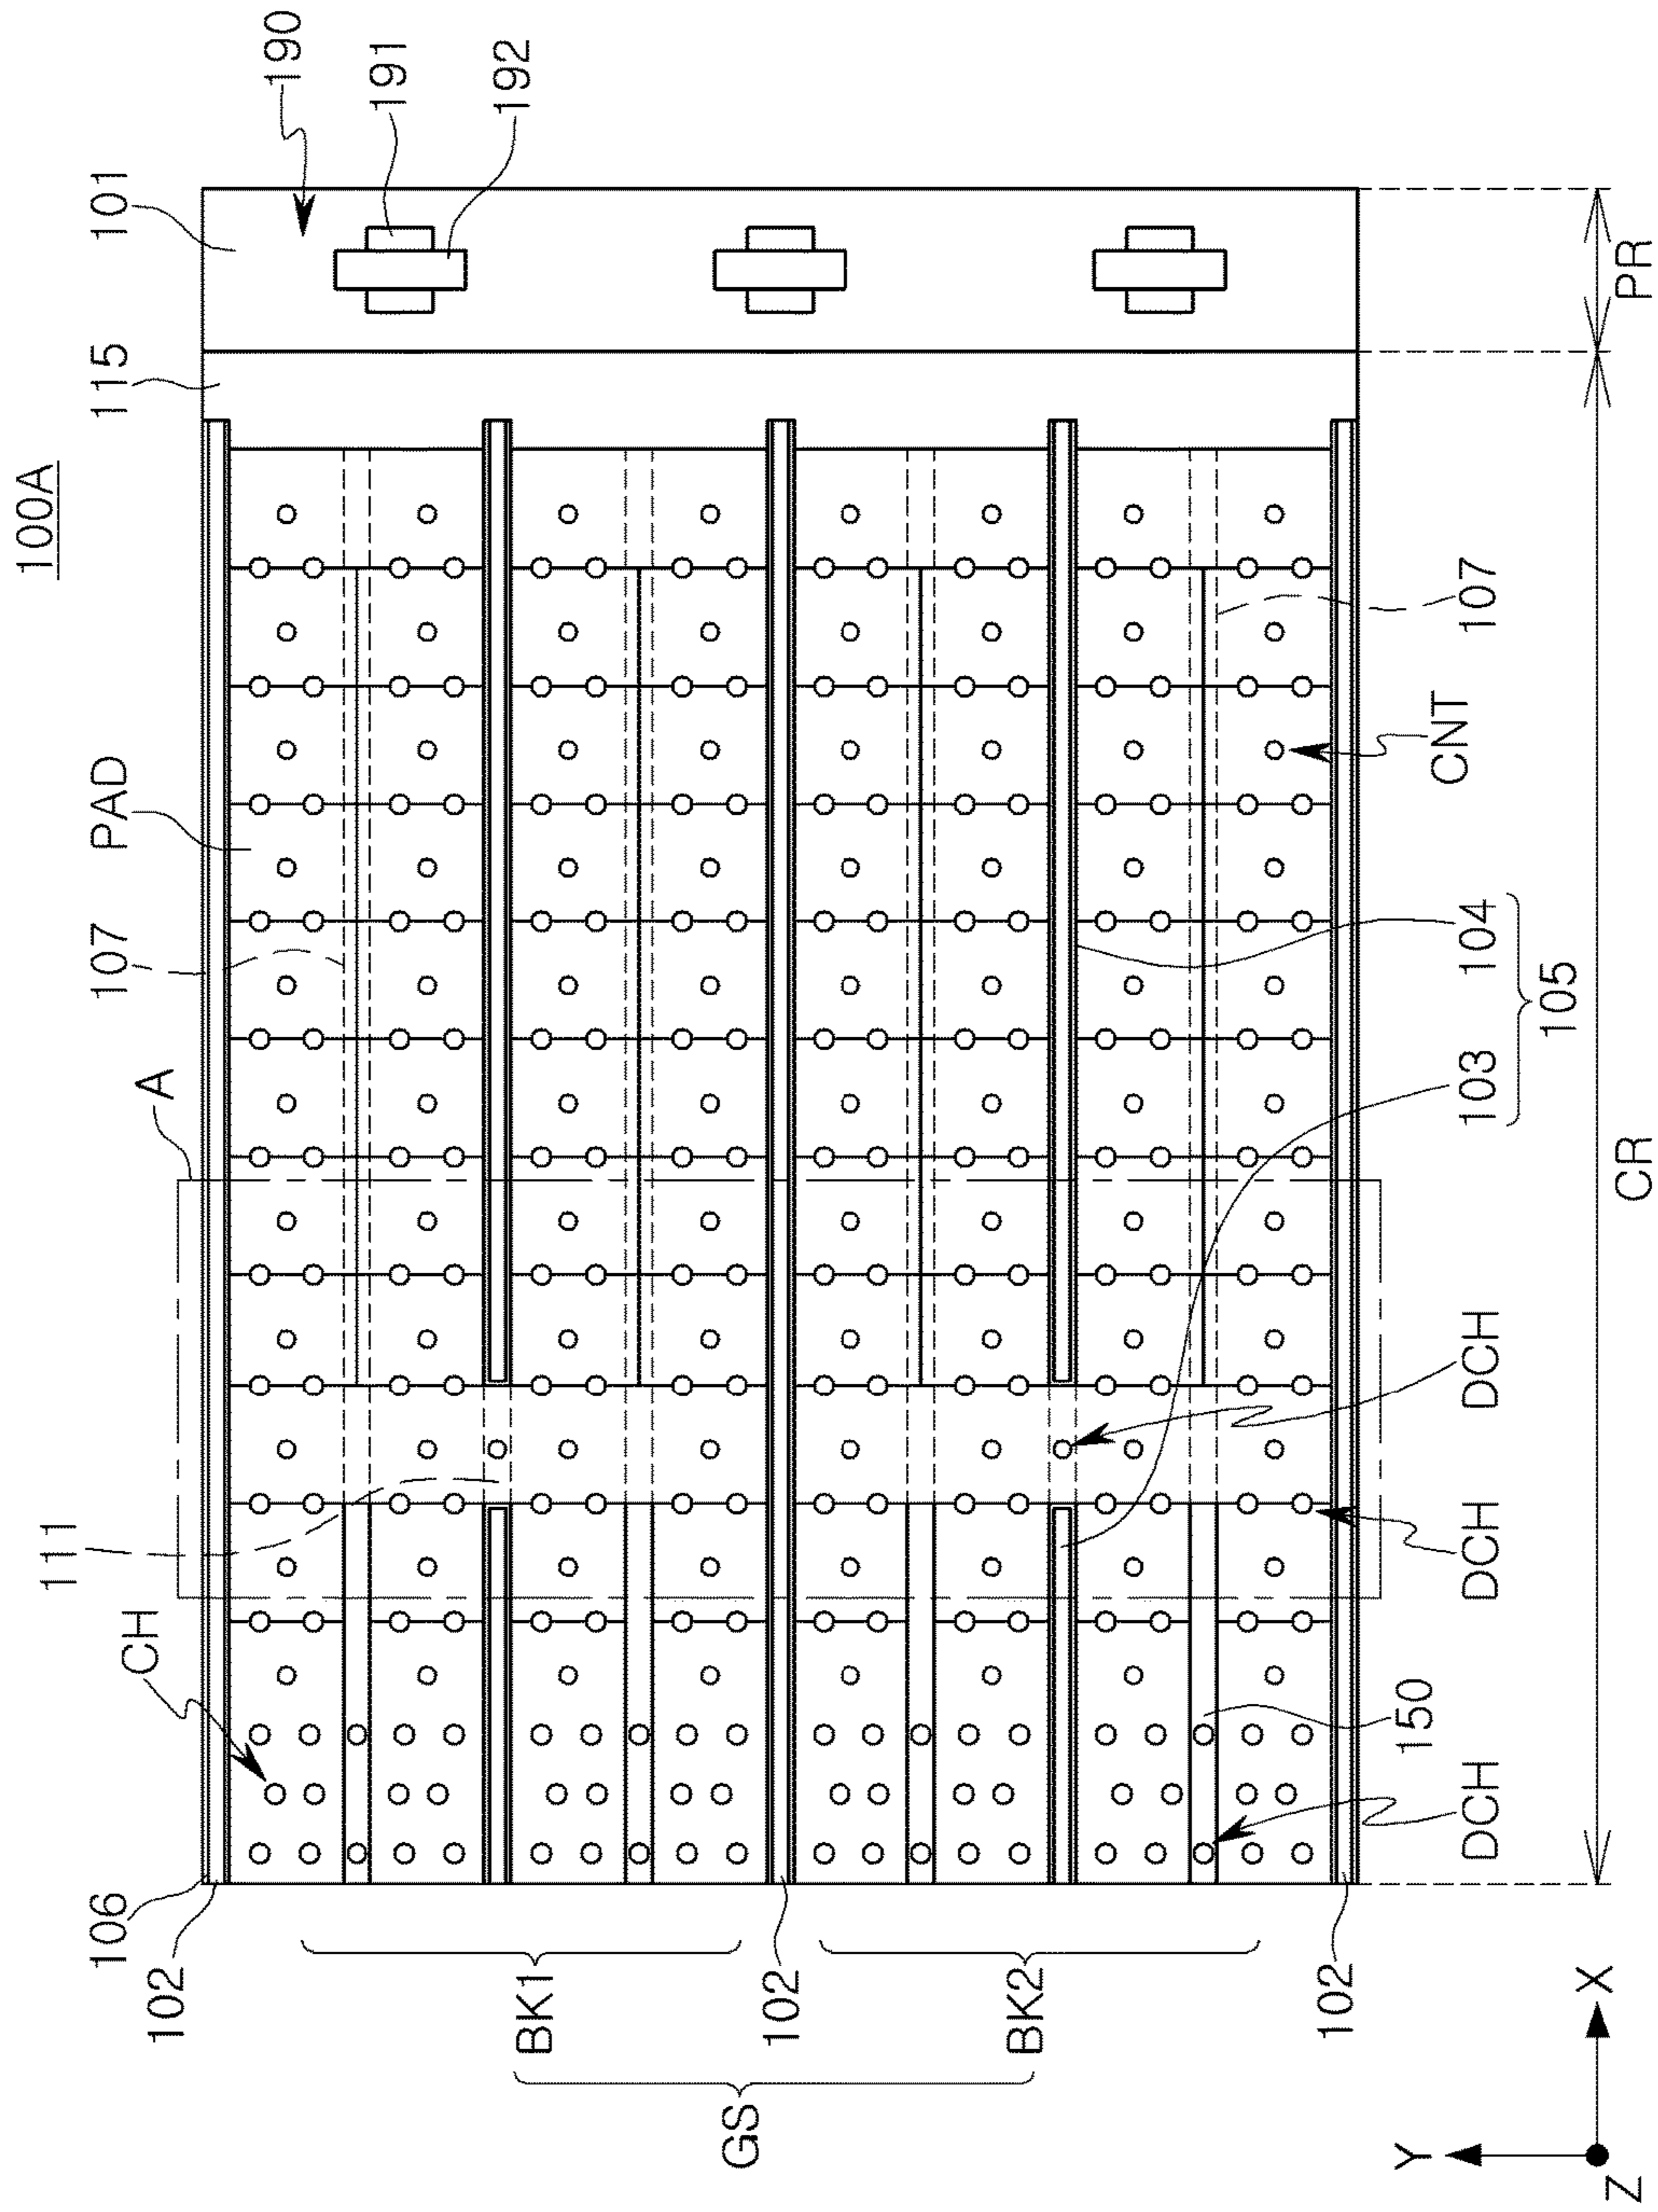 100A
190
191
192
101
115
PAD
107
A
111
CH
106
102
BK1
102
BK2
102
GS
107
CNT
104
103
105
DCH
DCH
150
DCH
PR
CR
X
Y
Z